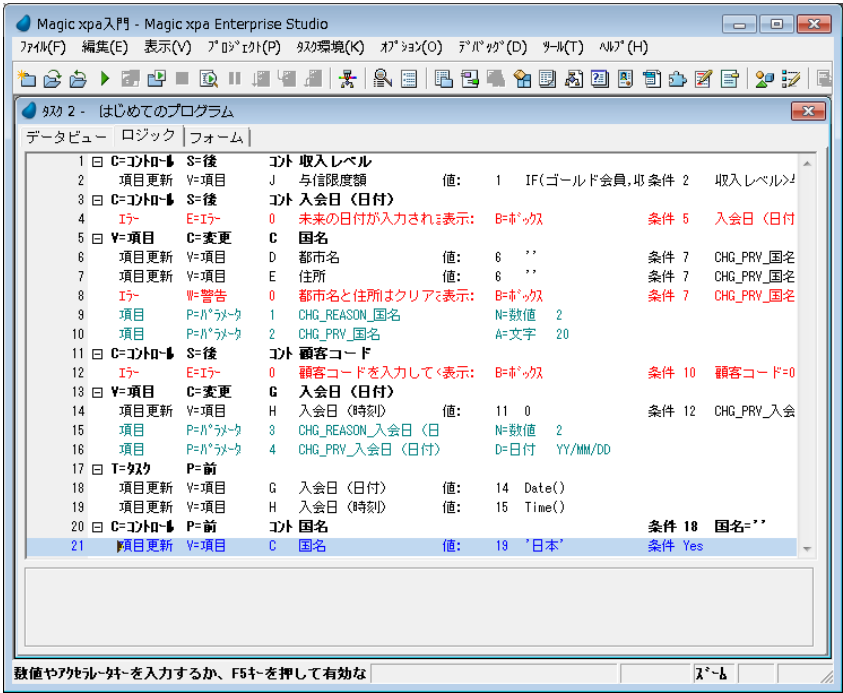 Magic xpa入門 - Magic xpa Enterprise Studio
ファイル(F) 編集(E) 表示(V) プロジェクト(P) タスク環境(K) オプション(O) デバッグ(D) ツール(T) ヘルプ(H)
タスク 2 - はじめてのプログラム
データビュー ロジック フォーム
1 C=コントロール S=後 コント 収入レベル
2 項目更新 V=項目 J 与信限度額 値: 1 IF(ゴールド会員,収 条件 2 収入レベル>
3 C=コントロール S=後 コント 入会日（日付）
4 エラー E=エラー 0 未来の日付が入力され 表示: B=ボックス 条件 5 入会日（日付
5 V=項目 C=変更 C 国名
6 項目更新 V=項目 D 都市名 値: 6 '' 条件 7 CHG_PRV_国名
7 項目更新 V=項目 E 住所 値: 6 '' 条件 7 CHG_PRV_国名
8 エラー W=警告 0 都市名と住所はクリア 表示: B=ボックス 条件 7 CHG_PRV_国名
9 項目 P=パラメータ 1 CHG_REASON_国名 N=数値 2
10 項目 P=パラメータ 2 CHG_PRV_国名 A=文字 20
11 C=コントロール S=後 コント 顧客コード
12 エラー E=エラー 0 顧客コードを入力して 表示: B=ボックス 条件 10 顧客コード=0
13 V=項目 C=変更 G 入会日（日付）
14 項目更新 V=項目 H 入会日（時刻） 値: 11 0 条件 12 CHG_PRV_入会
15 項目 P=パラメータ 3 CHG_REASON_入会日（日 N=数値 2
16 項目 P=パラメータ 4 CHG_PRV_入会日（日付） D=日付 YY/MM/DD
17 T=タスク P=前
18 項目更新 V=項目 G 入会日（日付） 値: 14 Date()
19 項目更新 V=項目 H 入会日（時刻） 値: 15 Time()
20 C=コントロール P=前 コント 国名 条件 18 国名=''
21 項目更新 V=項目 C 国名 値: 19 '日本' 条件 Yes
数値やアクセラレータキーを入力するか、F5キーを押して有効な ズーム